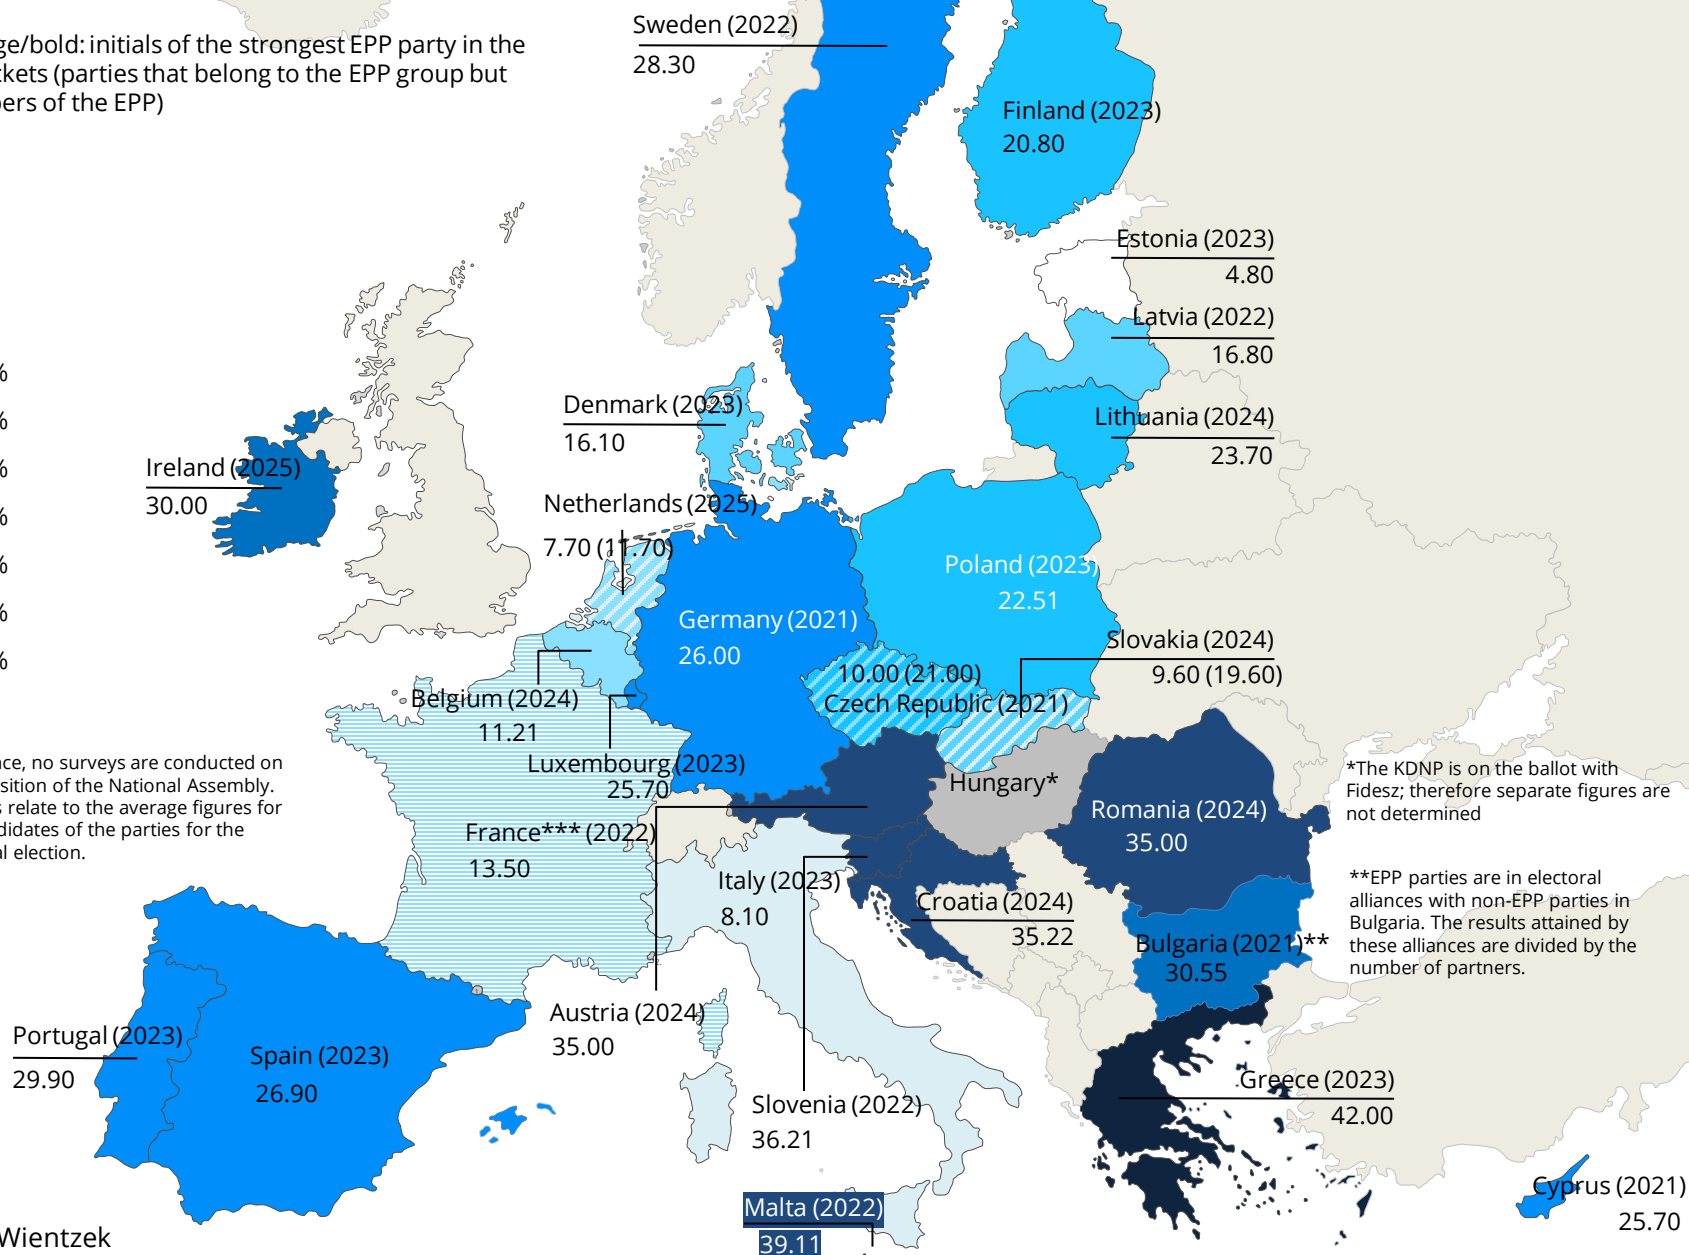 ge/bold: initials of the strongest EPP party in the
ckets (parties that belong to the EPP group but
bers of the EPP)
Sweden (2022)
28.30
Finland (2023)
20.80
Estonia (2023)
4.80
Latvia (2022)
16.80
%
Denmark (2023)
16.10
%
Lithuania (2024)
23.70
Ireland (2025)
30.00
%
Netherlands (2025)
7.70 (11.70)
%
Poland (2023)
22.51
%
Germany (2021)
26.00
%
Slovakia (2024)
9.60 (19.60)
%
10.00 (21.00)
Czech Republic (2021)
Belgium (2024)
11.21
Luxembourg (2023)
25.70
nce, no surveys are conducted on
sition of the National Assembly.
s relate to the average figures for
didates of the parties for the
al election.
Hungary*
*The KDNP is on the ballot with
Fidesz; therefore separate figures are
not determined
Romania (2024)
35.00
France*** (2022)
13.50
Italy (2023)
8.10
Croatia (2024)
35.22
**EPP parties are in electoral
alliances with non-EPP parties in
Bulgaria. The results attained by
these alliances are divided by the
number of partners.
Bulgaria (2021)**
30.55
Austria (2024)
35.00
Portugal (2023)
29.90
Spain (2023)
26.90
Slovenia (2022)
36.21
Greece (2023)
42.00
Malta (2022)
39.11
Cyprus (2021)
25.70
Wientzek